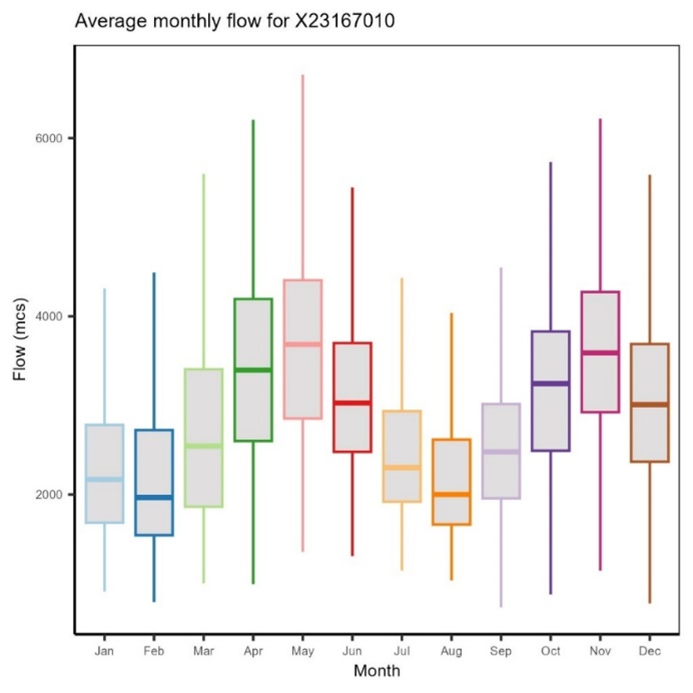 Average monthly flow for X23167010
6000
4000
2000
Flow (mcs)
Jan Feb Mar Apr May Jun Jul Aug Sep Oct Nov Dec
Month